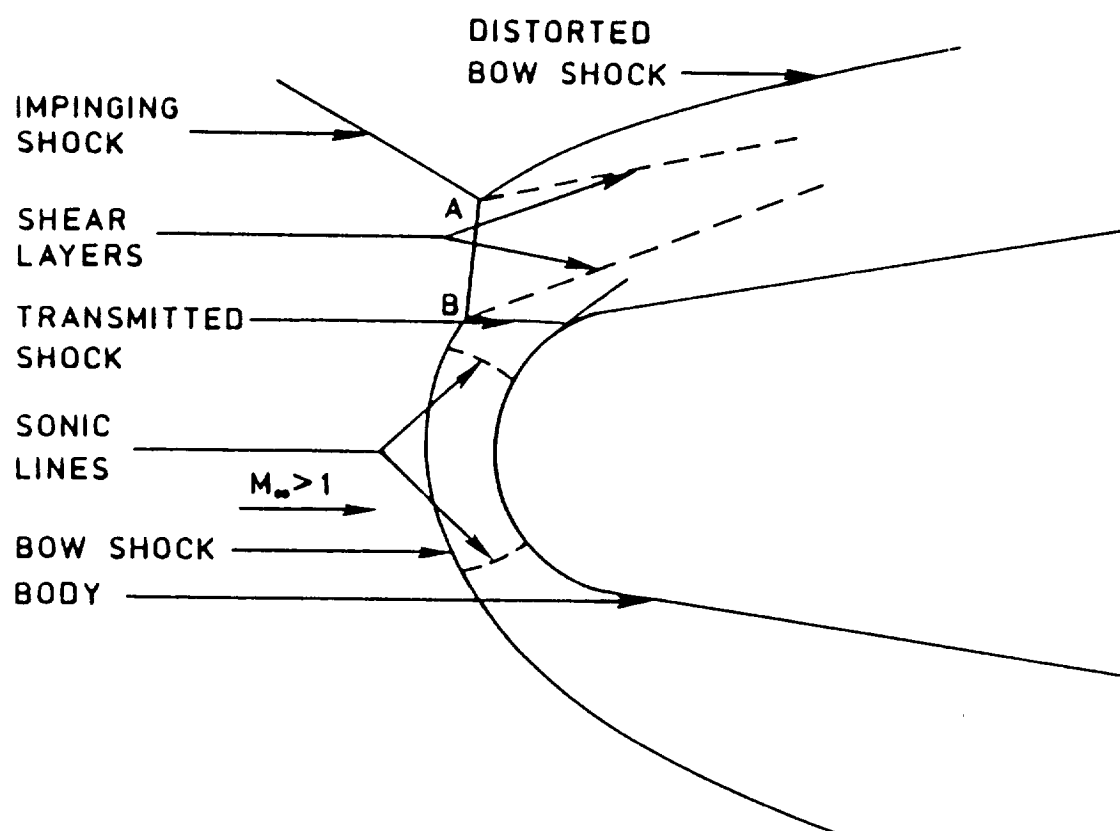 DISTORTED
BOW SHOCK
IMPINGING
SHOCK
A
SHEAR
LAYERS
B
TRANSMITTED
SHOCK
SONIC
LINES
M∞>1
BOW SHOCK
BODY